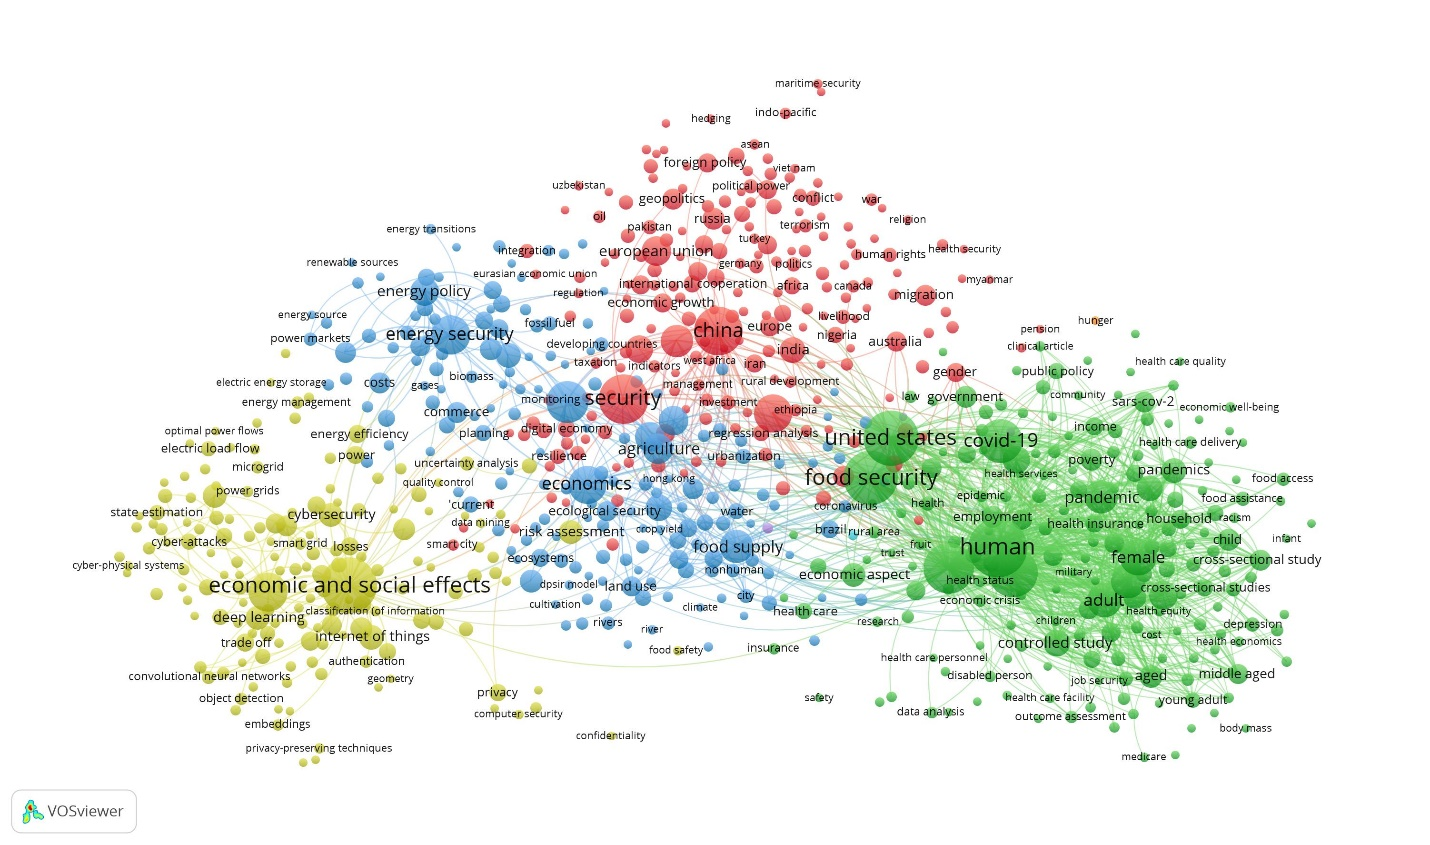 maritime security
indo-pacific
hedging
asean
foreign policy
viet nam
uzbekistan
political power
geopolitics
conflict
war
oil
russia
religion
pakistan
terrorism
energy transitions
turkey
integration
european union
human rights
health security
renewable sources
germany
politics
eurasian economic union
myanmar
international cooperation
africa
canada
energy policy
regulation
migration
economic growth
energy source
livelihood
hunger
fossil fuel
europe
pension
china
energy security
nigeria
power markets
developing countries
australia
clinical article
india
west africa
health care quality
taxation
indicators
iran
biomass
gender
public policy
electric energy storage
costs
gases
management
rural development
energy management
monitoring
security
investment
law
government
community
sars-cov-2
economic well-being
commerce
ethiopia
optimal power flows
energy efficiency
planning
digital economy
regression analysis
income
united states
covid-19
health care delivery
electric load flow
agriculture
power
resilience
urbanization
poverty
microgrid
uncertainty analysis
pandemics
health services
food security
hong kong
food access
quality control
economics
power grids
epidemic
pandemic
food assistance
'current
health
coronavirus
state estimation
cybersecurity
ecological security
water
employment
household
racism
data mining
health insurance
risk assessment
crop yield
brazil
rural area
cyber-attacks
smart grid
losses
smart city
fruit
child
infant
food supply
human
trust
ecosystems
female
cross-sectional study
cyber-physical systems
nonhuman
economic aspect
military
health status
economic and social effects
dpsir model
land use
cross-sectional studies
city
economic crisis
adult
cultivation
climate
classification (of information
health care
health equity
deep learning
rivers
research
children
depression
river
internet of things
cost
trade off
controlled study
health economics
food safety
insurance
authentication
health care personnel
convolutional neural networks
geometry
disabled person
job security
aged
middle aged
object detection
privacy
safety
health care facility
young adult
computer security
data analysis
outcome assessment
embeddings
body mass
confidentiality
privacy-preserving techniques
medicare
VOSviewer